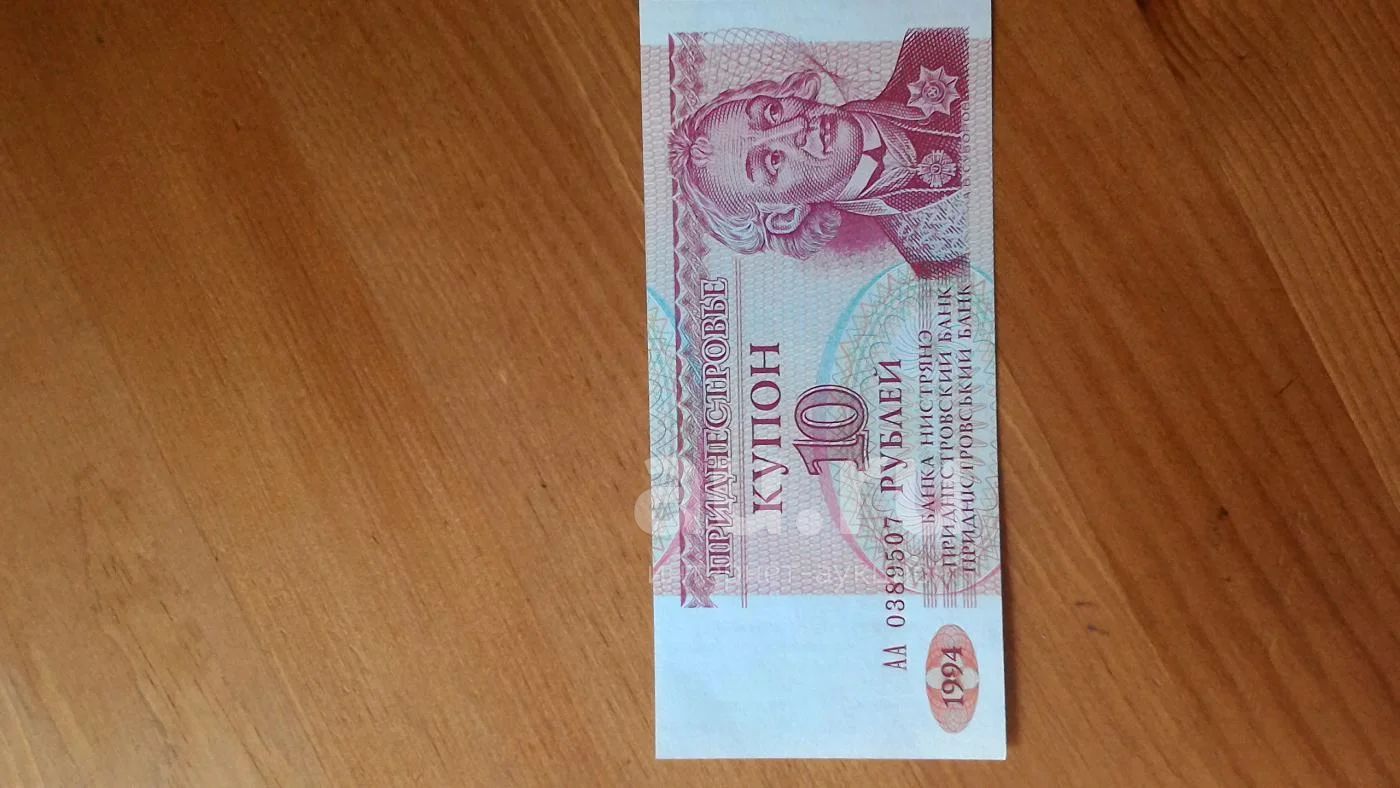 ПРИДНЕСТРОВЬЕ
КУПОН
10
АА 0389507 РУБЛЕЙ
БАНКА НИСТРЯНЭ
ПРИДНЕСТРОВСКИЙ БАНК
ПРИДНІСТРОВСЬКИЙ БАНК
1994